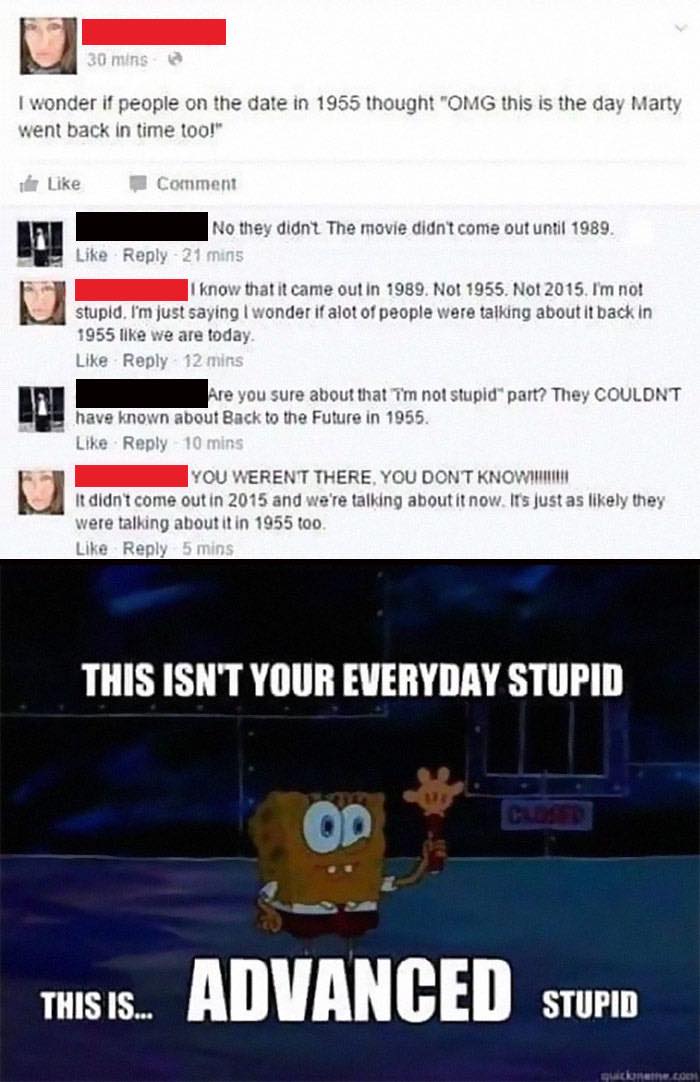 30 mins
I wonder if people on the date in 1955 thought "OMG this is the day Marty
went back in time too!"
Like Comment
No they didn't. The movie didn't come out until 1989.
Like · Reply · 21 mins
I know that it came out in 1989. Not 1955. Not 2015. I'm not
stupid. I'm just saying I wonder if alot of people were talking about it back in
1955 like we are today.
Like · Reply · 12 mins
Are you sure about that "I'm not stupid" part? They COULDN'T
have known about Back to the Future in 1955.
Like · Reply · 10 mins
YOU WEREN'T THERE, YOU DON'T KNOW!!!!!!!!!!
It didn't come out in 2015 and we're talking about it now. It's just as likely they
were talking about it in 1955 too.
Like · Reply · 5 mins
THIS ISN'T YOUR EVERYDAY STUPID
CLOSED
THIS IS... ADVANCED STUPID
quickmeme.com